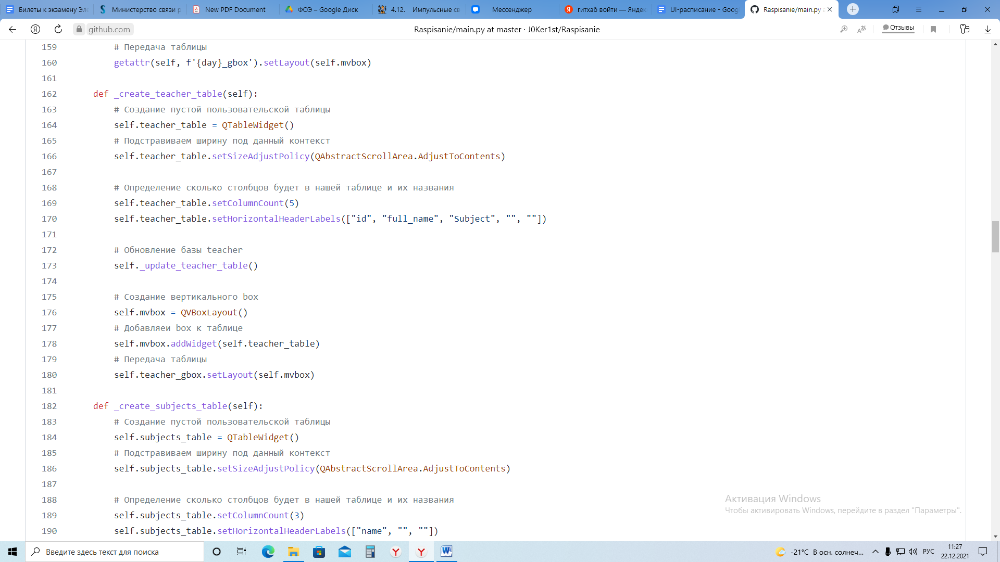 Билеты к экзамену Эле
Министерство связи р
New PDF Document
ФОЭ – Google Диск
4.12. Импульсные св
Мессенджер
гитхаб войти — Яндек
UI-расписание - Goog
Raspisanie/main.py a
github.com
Raspisanie/main.py at master · J0Ker1st/Raspisanie
Отзывы
159 # Передача таблицы
160 getattr(self, f'{day}_gbox').setLayout(self.mvbox)
161
162 def _create_teacher_table(self):
163 # Создание пустой пользовательской таблицы
164 self.teacher_table = QTableWidget()
165 # Подстравиваем ширину под данный контекст
166 self.teacher_table.setSizeAdjustPolicy(QAbstractScrollArea.AdjustToContents)
167
168 # Определение сколько столбцов будет в нашей таблице и их названия
169 self.teacher_table.setColumnCount(5)
170 self.teacher_table.setHorizontalHeaderLabels(["id", "full_name", "Subject", "", ""])
171
172 # Обновление базы teacher
173 self._update_teacher_table()
174
175 # Создание вертикального box
176 self.mvbox = QVBoxLayout()
177 # Добавляеи box к таблице
178 self.mvbox.addWidget(self.teacher_table)
179 # Передача таблицы
180 self.teacher_gbox.setLayout(self.mvbox)
181
182 def _create_subjects_table(self):
183 # Создание пустой пользовательской таблицы
184 self.subjects_table = QTableWidget()
185 # Подстравиваем ширину под данный контекст
186 self.subjects_table.setSizeAdjustPolicy(QAbstractScrollArea.AdjustToContents)
187
188 # Определение сколько столбцов будет в нашей таблице и их названия
189 self.subjects_table.setColumnCount(3)
190 self.subjects_table.setHorizontalHeaderLabels(["name", "", ""])
Активация Windows
Чтобы активировать Windows, перейдите в раздел "Параметры".
Введите здесь текст для поиска
-21°C В осн. солнеч...
РУС
11:27
22.12.2021